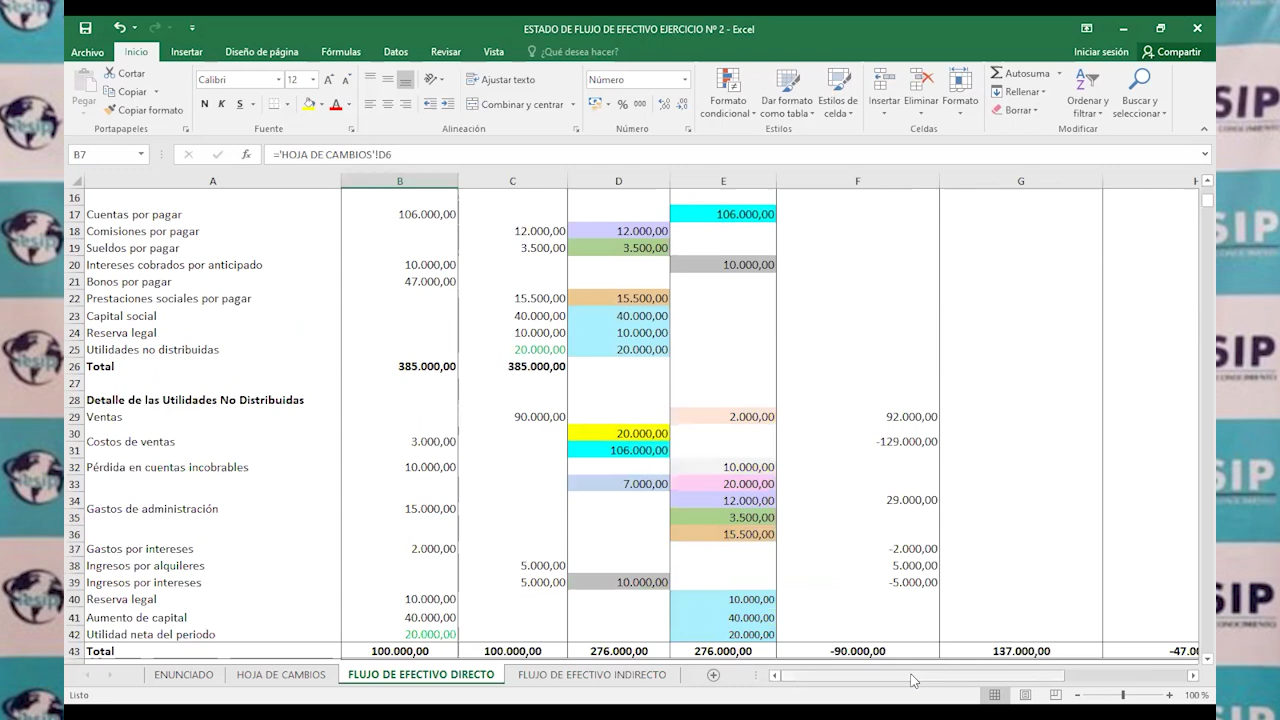 ESTADO DE FLUJO DE EFECTIVO EJERCICIO Nº 2 - Excel
Archivo Inicio Insertar Diseño de página Fórmulas Datos Revisar Vista ¿Qué desea hacer? Iniciar sesión Compartir
Cortar
Copiar
Copiar formato
Pegar
Portapapeles
Calibri 12
N K S
Fuente
Ajustar texto
Combinar y centrar
Alineación
Número
% 000
Número
Formato condicional
Dar formato como tabla
Estilos de celda
Estilos
Insertar Eliminar Formato
Celdas
Autosuma
Rellenar
Borrar
Ordenar y filtrar
Buscar y seleccionar
Modificar
B7 fx ='HOJA DE CAMBIOS'!D6
A B C D E F G H
16
17 Cuentas por pagar 106.000,00 106.000,00
18 Comisiones por pagar 12.000,00 12.000,00
19 Sueldos por pagar 3.500,00 3.500,00
20 Intereses cobrados por anticipado 10.000,00 10.000,00
21 Bonos por pagar 47.000,00
22 Prestaciones sociales por pagar 15.500,00 15.500,00
23 Capital social 40.000,00 40.000,00
24 Reserva legal 10.000,00 10.000,00
25 Utilidades no distribuidas 20.000,00 20.000,00
26 Total 385.000,00 385.000,00
27
28 Detalle de las Utilidades No Distribuidas
29 Ventas 90.000,00 2.000,00 92.000,00
30 20.000,00
Costos de ventas 3.000,00 -129.000,00
31 106.000,00
32 Pérdida en cuentas incobrables 10.000,00 10.000,00
33 7.000,00 20.000,00
34 12.000,00 29.000,00
Gastos de administración 15.000,00
35 3.500,00
36 15.500,00
37 Gastos por intereses 2.000,00 -2.000,00
38 Ingresos por alquileres 5.000,00 5.000,00
39 Ingresos por intereses 5.000,00 10.000,00 -5.000,00
40 Reserva legal 10.000,00 10.000,00
41 Aumento de capital 40.000,00 40.000,00
42 Utilidad neta del periodo 20.000,00 20.000,00
43 Total 100.000,00 100.000,00 276.000,00 276.000,00 -90.000,00 137.000,00 -47.0
ENUNCIADO HOJA DE CAMBIOS FLUJO DE EFECTIVO DIRECTO FLUJO DE EFECTIVO INDIRECTO
Listo 100 %
SIP
SIP
SIP